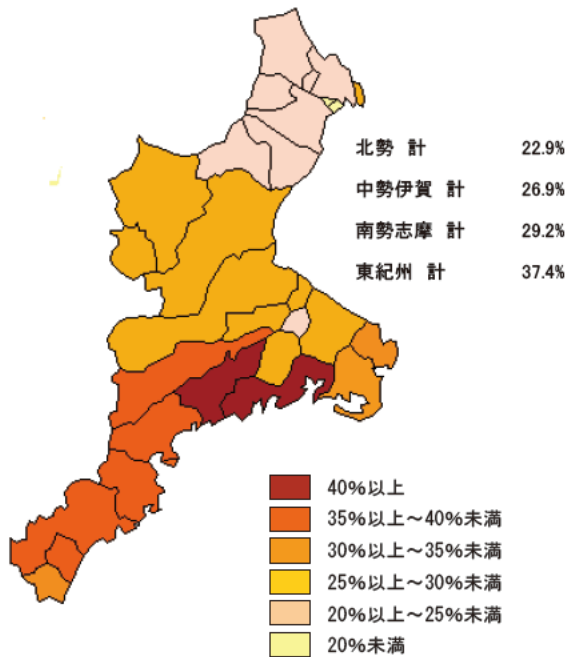 北勢 計 22.9%
中勢伊賀 計 26.9%
南勢志摩 計 29.2%
東紀州 計 37.4%
40%以上
35%以上～40%未満
30%以上～35%未満
25%以上～30%未満
20%以上～25%未満
20%未満